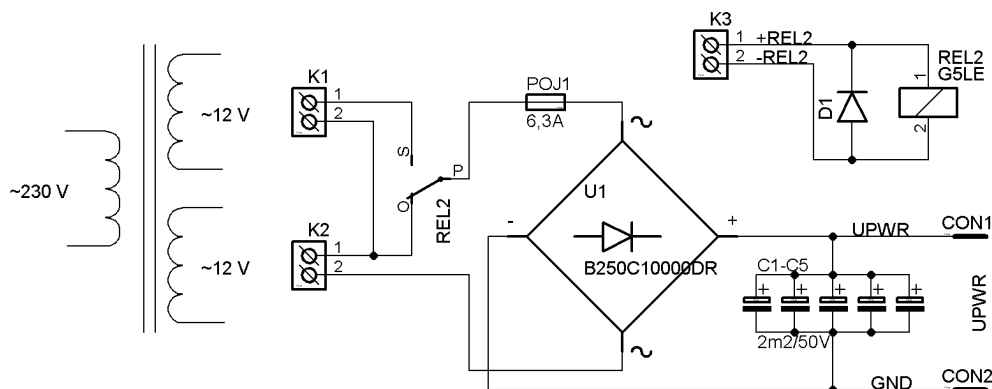 K3
1 +REL2
2 -REL2
REL2
G5LE
1
2
D1
~12 V
K1
1
2
POJ1
6,3A
~230 V
S
P
O
REL2
U1
-
+
B250C10000DR
~12 V
K2
1
2
UPWR
CON1
C1-C5
+ + + + +
2m2/50V
UPWR
GND
CON2